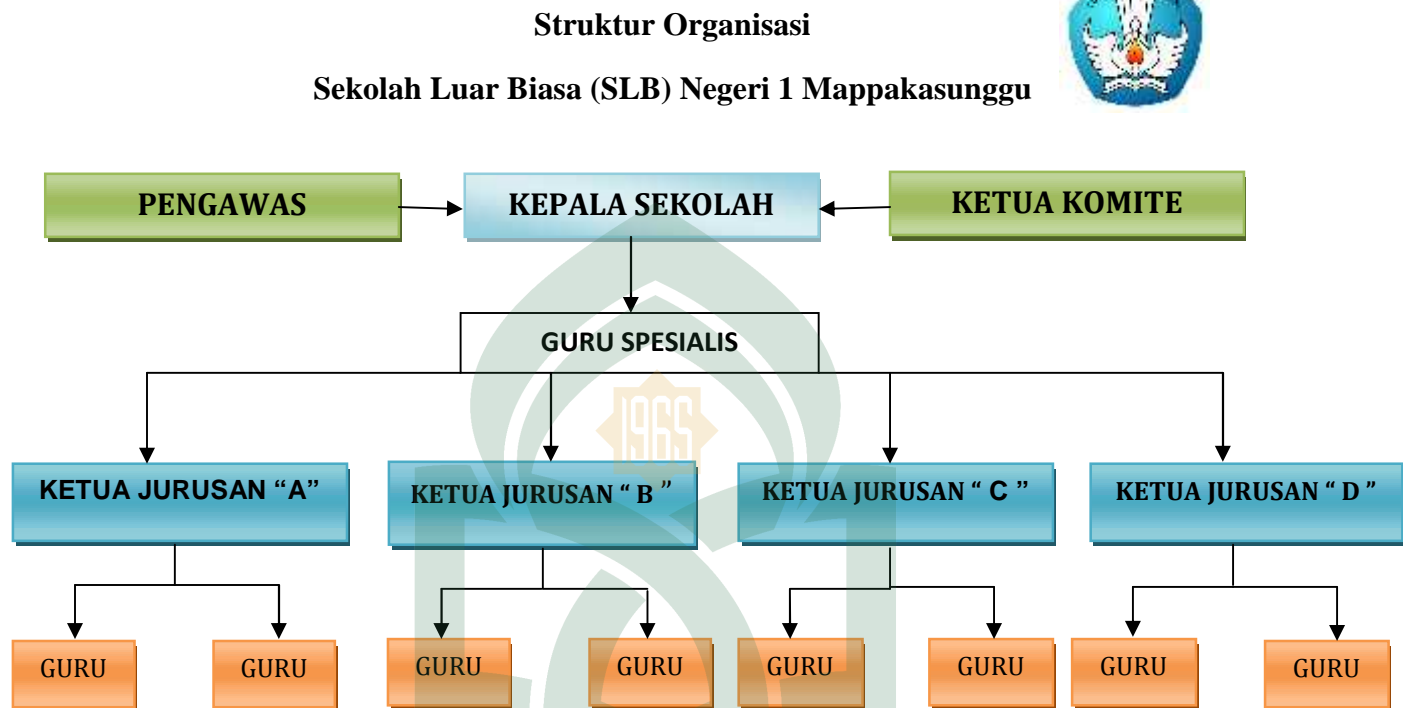 Struktur Organisasi
Sekolah Luar Biasa (SLB) Negeri 1 Mappakasunggu
PENGAWAS
KEPALA SEKOLAH
KETUA KOMITE
GURU SPESIALIS
1965
KETUA JURUSAN “A”
KETUA JURUSAN “ B ”
KETUA JURUSAN “ C ”
KETUA JURUSAN “ D ”
GURU
GURU
GURU
GURU
GURU
GURU
GURU
GURU